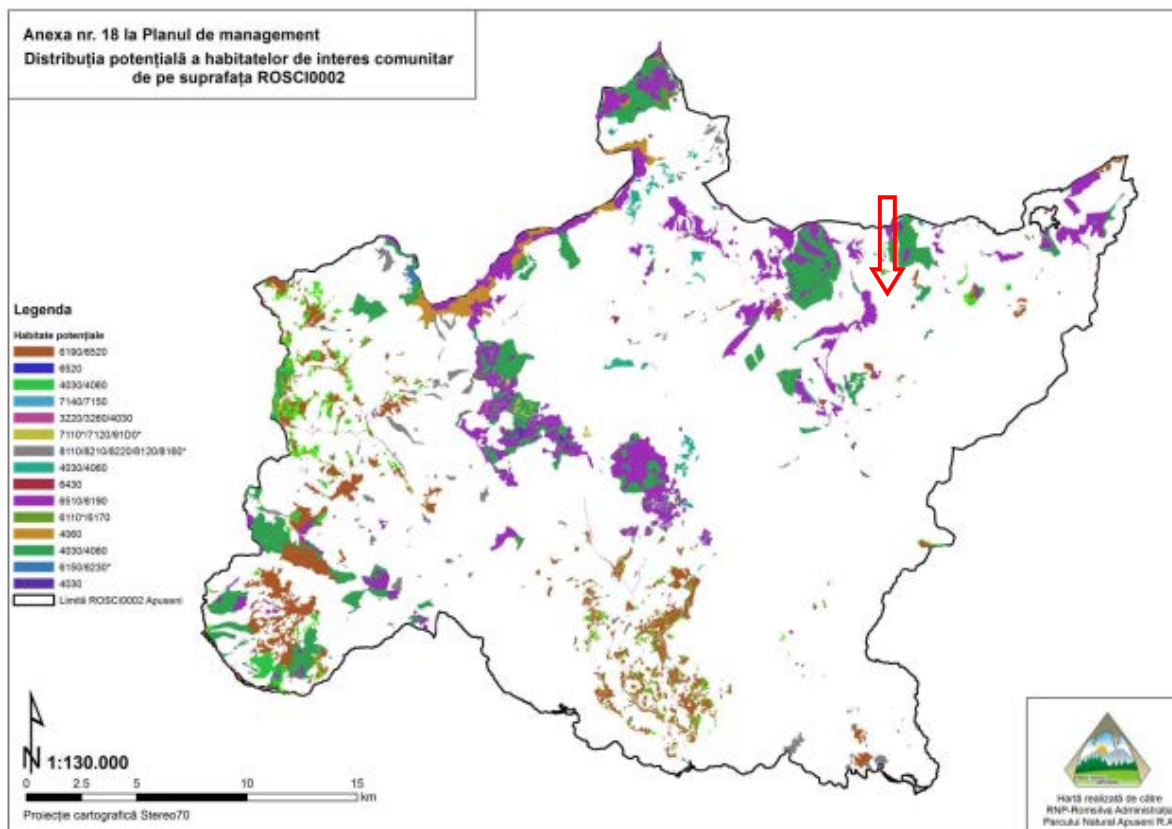 Anexa nr. 18 la Planul de management
Distribuția potențială a habitatelor de interes comunitar
de pe suprafața ROSCI0002
Legenda
Habitate potențiale
6190/6520
6520
4030/4060
7140/7150
3220/3260/4030
7110*/7120/91D0*
8110/8210/8220/8120/8160*
4030/4060
6430
6510/6190
6110*/6170
4060
4030/4060
6150/6230*
4030
Limită ROSCI0002 Apuseni
N 1:130.000
0 2.5 5 10 15
km
Proiecție cartografică Stereo70
Hartă realizată de către
RNP-Romsilva Administrația
Parcului Natural Apuseni R.A